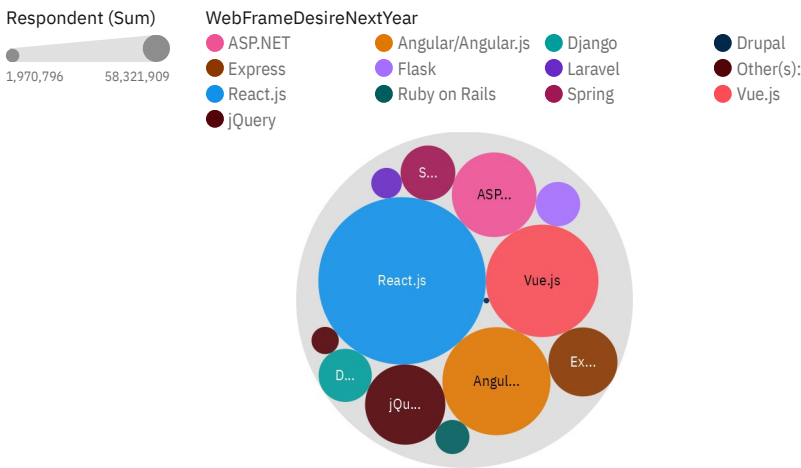 Respondent (Sum)
1,970,796 58,321,909
WebFrameDesireNextYear
ASP.NET Angular/Angular.js Django Drupal
Express Flask Laravel Other(s):
React.js Ruby on Rails Spring Vue.js
jQuery
S...
ASP...
React.js
Vue.js
Ex...
D...
Angul...
jQu...